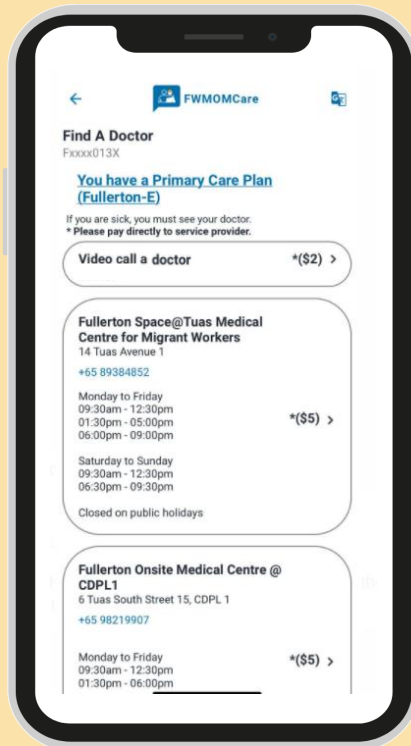 FWMOMCare
Find A Doctor
Fxxxx013X
You have a Primary Care Plan
(Fullerton-E)
If you are sick, you must see your doctor.
* Please pay directly to service provider.
Video call a doctor *($2) >
Fullerton Space@Tuas Medical
Centre for Migrant Workers
14 Tuas Avenue 1
+65 89384852
Monday to Friday
09:30am - 12:30pm
01:30pm - 05:00pm
*($5) >
06:00pm - 09:00pm
Saturday to Sunday
09:30am - 12:30pm
06:30pm - 09:30pm
Closed on public holidays
Fullerton Onsite Medical Centre @
CDPL1
6 Tuas South Street 15, CDPL 1
+65 98219907
Monday to Friday *($5) >
09:30am - 12:30pm
01:30pm - 06:00pm